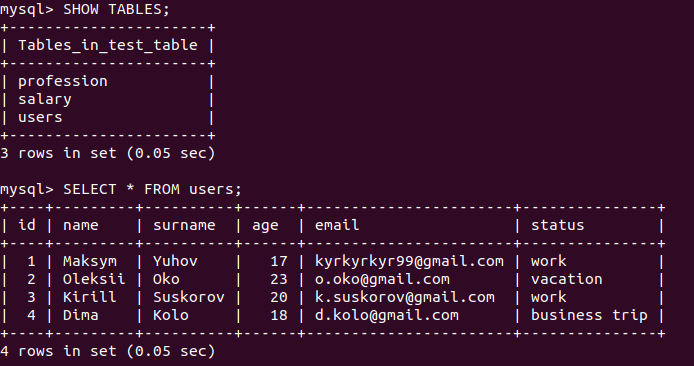 mysql> SHOW TABLES;
+----------------------+
| Tables_in_test_table |
+----------------------+
| profession           |
| salary               |
| users                |
+----------------------+
3 rows in set (0.05 sec)
mysql> SELECT * FROM users;
+----+---------+----------+------+-----------------------+---------------+
| id | name    | surname  | age  | email                 | status        |
+----+---------+----------+------+-----------------------+---------------+
|  1 | Maksym  | Yuhov    |   17 | kyrkyrkyr99@gmail.com | work          |
|  2 | Oleksii | Oko      |   23 | o.oko@gmail.com       | vacation      |
|  3 | Kirill  | Suskorov |   20 | k.suskorov@gmail.com  | work          |
|  4 | Dima    | Kolo     |   18 | d.kolo@gmail.com      | business trip |
+----+---------+----------+------+-----------------------+---------------+
4 rows in set (0.05 sec)